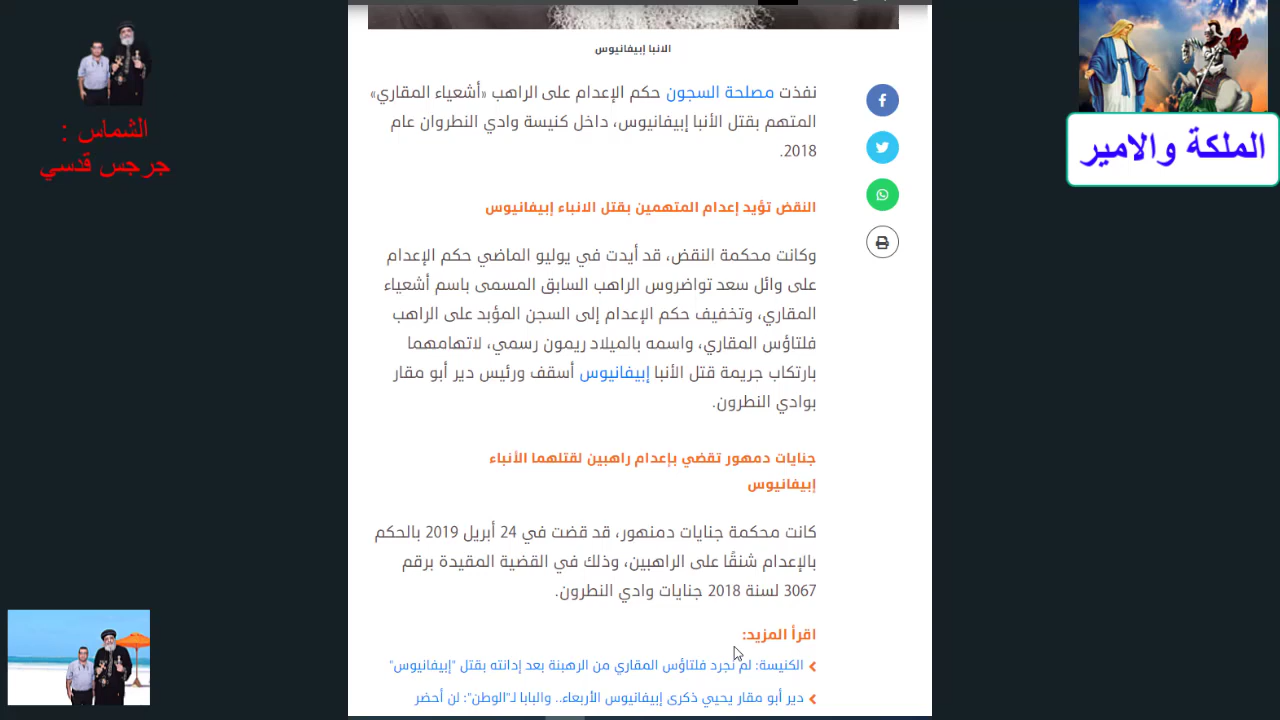 الانبا إبيفانيوس
نفذت مصلحة السجون حكم الإعدام على الراهب «أشعياء المقاري»
المتهم بقتل الأنبا إبيفانيوس، داخل كنيسة وادي النطروان عام
2018.
النقض تؤيد إعدام المتهمين بقتل الانباء إبيفانيوس
وكانت محكمة النقض، قد أيدت في يوليو الماضي حكم الإعدام
على وائل سعد تواضروس الراهب السابق المسمى باسم أشعياء
المقاري، وتخفيف حكم الإعدام إلى السجن المؤبد على الراهب
فلتاؤس المقاري، واسمه بالميلاد ريمون رسمي، لاتهامهما
بارتكاب جريمة قتل الأنبا إبيفانيوس أسقف ورئيس دير أبو مقار
بوادي النطرون.
جنايات دمهور تقضي بإعدام راهبين لقتلهما الأنباء
إبيفانيوس
كانت محكمة جنايات دمنهور، قد قضت في 24 أبريل 2019 بالحكم
بالإعدام شنقًا على الراهبين، وذلك في القضية المقيدة برقم
3067 لسنة 2018 جنايات وادي النطرون.
اقرأ المزيد:
الكنيسة: لم نجرد فلتاؤس المقاري من الرهبنة بعد إدانته بقتل "إبيفانيوس"
دير أبو مقار يحيي ذكرى إبيفانيوس الأربعاء.. والبابا لـ"الوطن": لن أحضر
الملكة والامير
الشماس :
جرجس قدسي